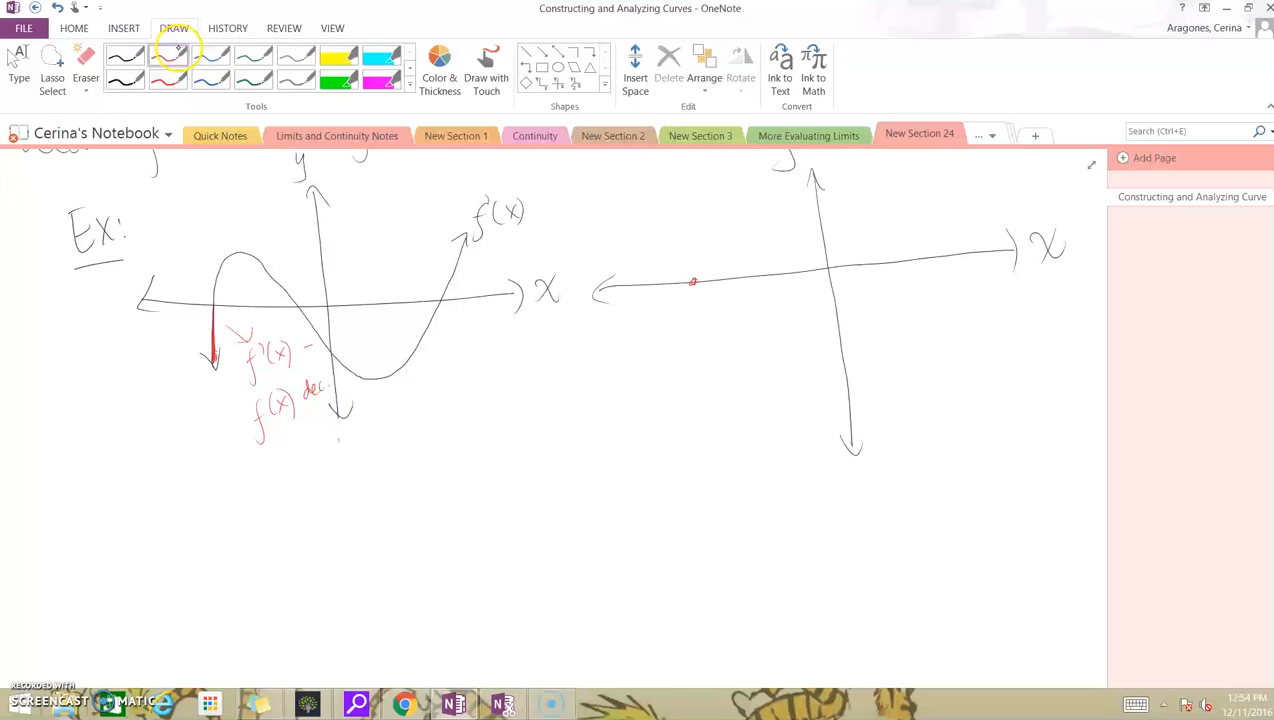 Constructing and Analyzing Curves - OneNote
FILE HOME INSERT DRAW HISTORY REVIEW VIEW
Aragones, Cerina
Type
Lasso Select
Eraser
Color & Thickness
Draw with Touch
Insert Space
Delete
Arrange
Rotate
Ink to Text
Ink to Math
Tools
Shapes
Edit
Convert
Cerina's Notebook
Quick Notes
Limits and Continuity Notes
New Section 1
Continuity
New Section 2
New Section 3
More Evaluating Limits
New Section 24
...
Search (Ctrl+E)
Add Page
Constructing and Analyzing Curve
y
Ex:
f'(x)
x
x
f'(x) -
f(x) dec.
RECORDED WITH
SCREENCAST MATIC
12:54 PM
12/11/2016